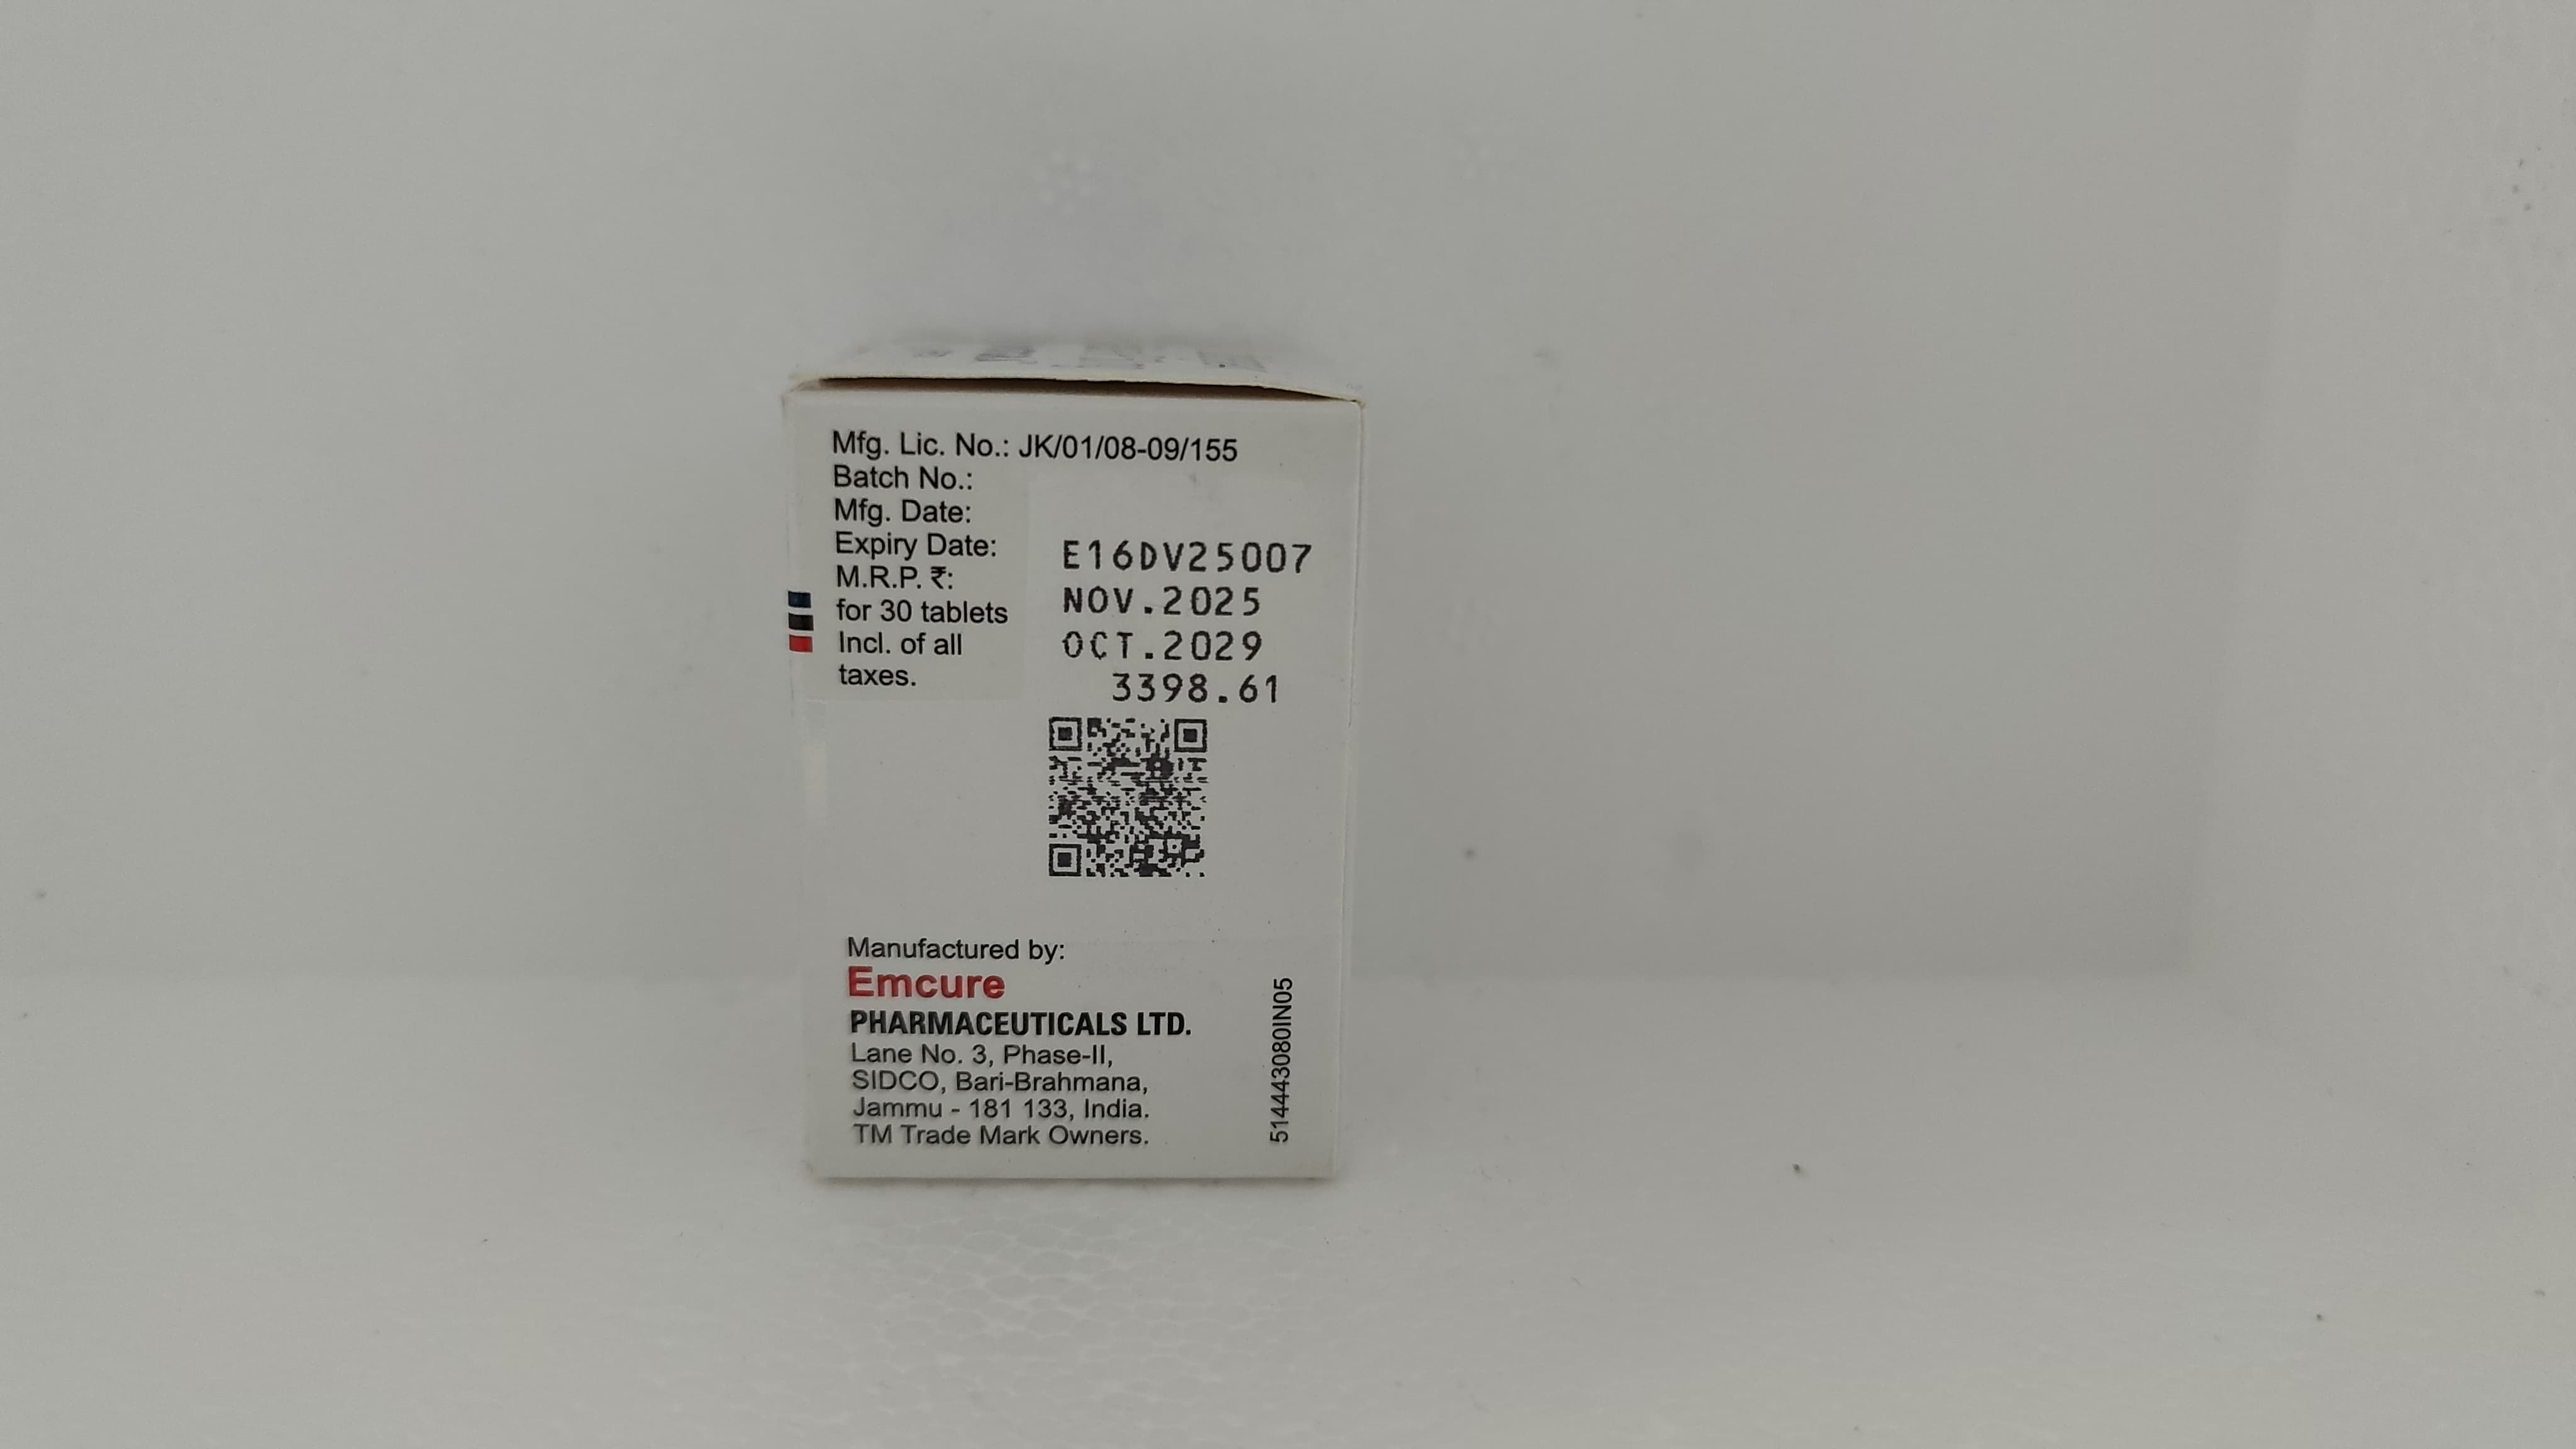 Mfg. Lic. No.: JK/01/08-09/155
Batch No.:
Mfg. Date:
Expiry Date:
M.R.P. ₹:
for 30 tablets
Incl. of all
taxes.
E16DV25007
NOV.2025
OCT.2029
3398.61
Manufactured by:
Emcure
PHARMACEUTICALS LTD.
Lane No. 3, Phase-II,
SIDCO, Bari-Brahmana,
Jammu - 181 133, India.
TM Trade Mark Owners.
514443080IN05